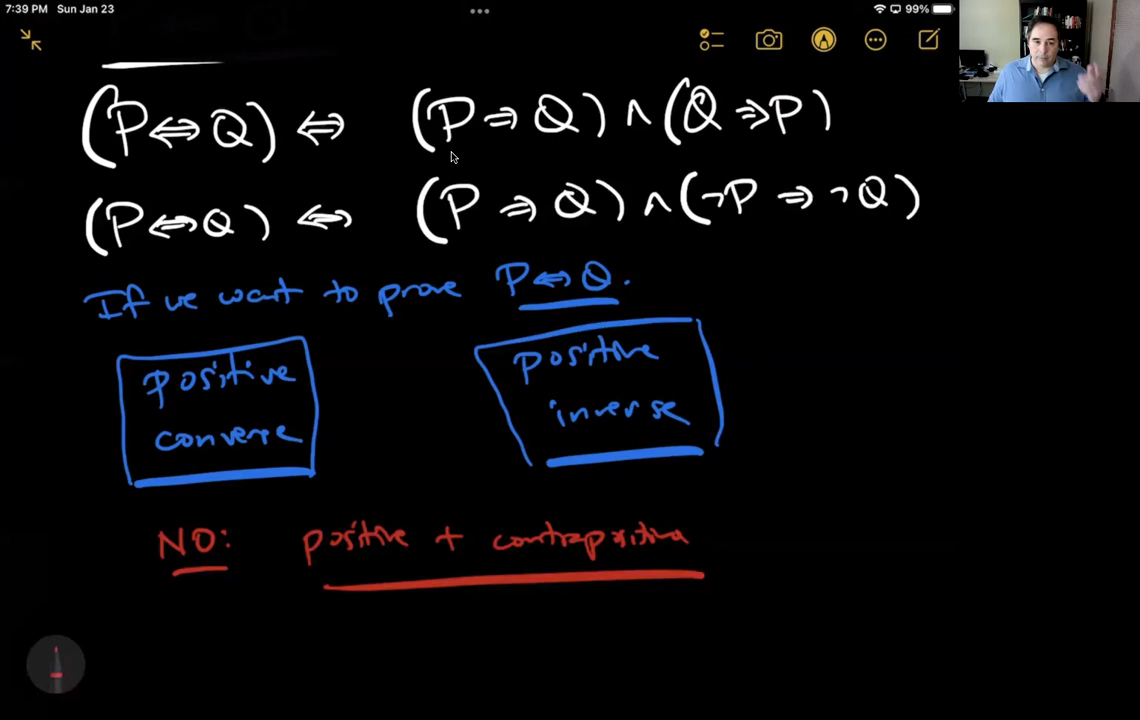 7:39 PM Sun Jan 23
99%
(P⇔Q) ⇔ (P⇒Q)∧(Q⇒P)
(P⇔Q) ⇔ (P⇒Q)∧(¬P⇒¬Q)
If we want to prove P⇔Q.
positive
converse
positive
inverse
NO: positive + contrapositive